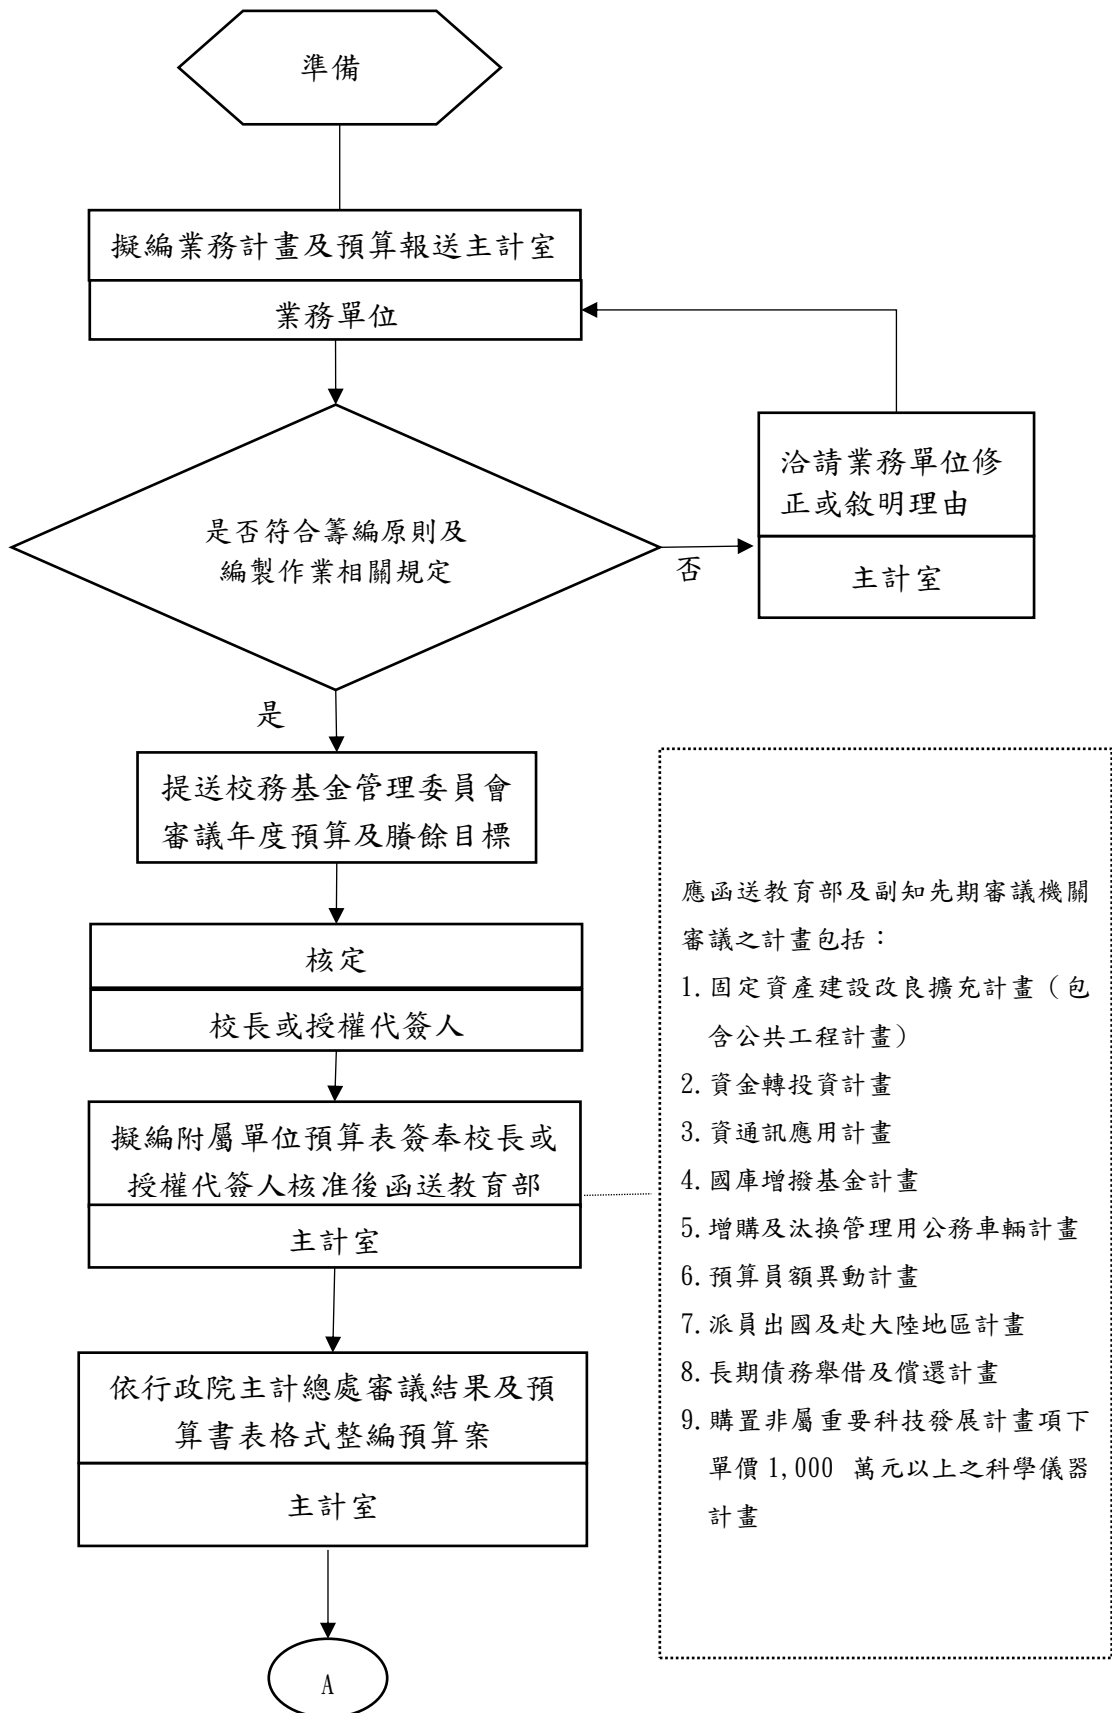 準備
擬編業務計畫及預算報送主計室
業務單位
洽請業務單位修
正或敘明理由
主計室
是否符合籌編原則及
編製作業相關規定
否
是
提送校務基金管理委員會
審議年度預算及賸餘目標
核定
校長或授權代簽人
擬編附屬單位預算表簽奉校長或
授權代簽人核准後函送教育部
主計室
依行政院主計總處審議結果及預
算書表格式整編預算案
主計室
A
應函送教育部及副知先期審議機關
審議之計畫包括：
1.固定資產建設改良擴充計畫（包
含公共工程計畫）
2.資金轉投資計畫
3.資通訊應用計畫
4.國庫增撥基金計畫
5.增購及汰換管理用公務車輛計畫
6.預算員額異動計畫
7.派員出國及赴大陸地區計畫
8.長期債務舉借及償還計畫
9.購置非屬重要科技發展計畫項下
單價 1,000 萬元以上之科學儀器
計畫